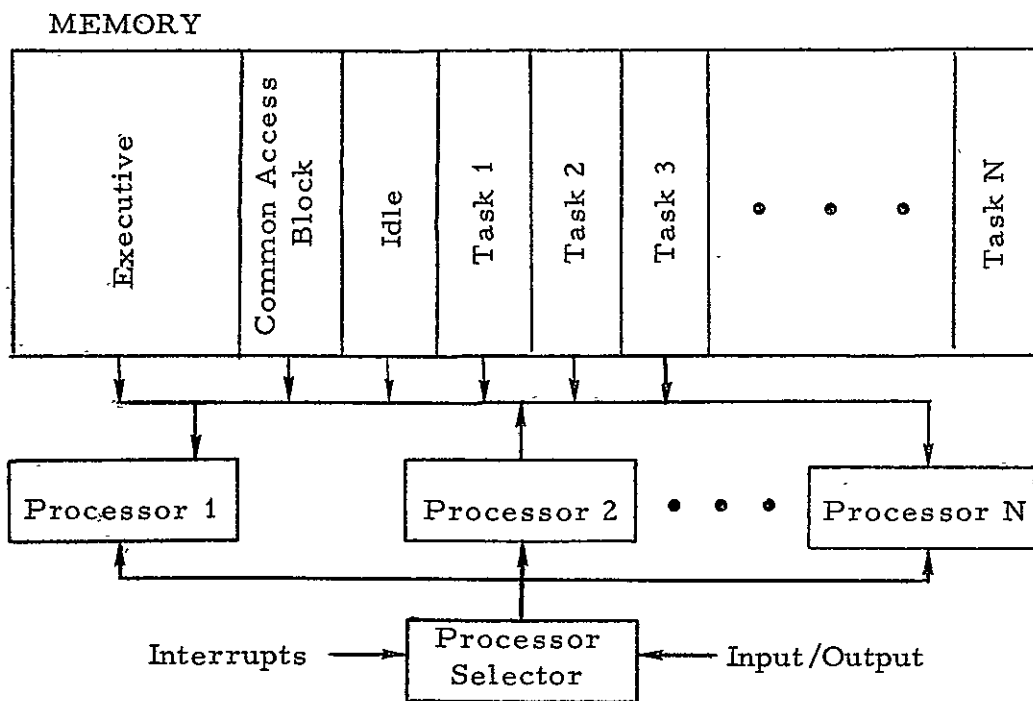 MEMORY
Executive
Common Access
Block
Idle
Task 1
Task 2
Task 3
Task N
Processor 1
Processor 2
Processor N
Processor
Selector
Interrupts
Input/Output